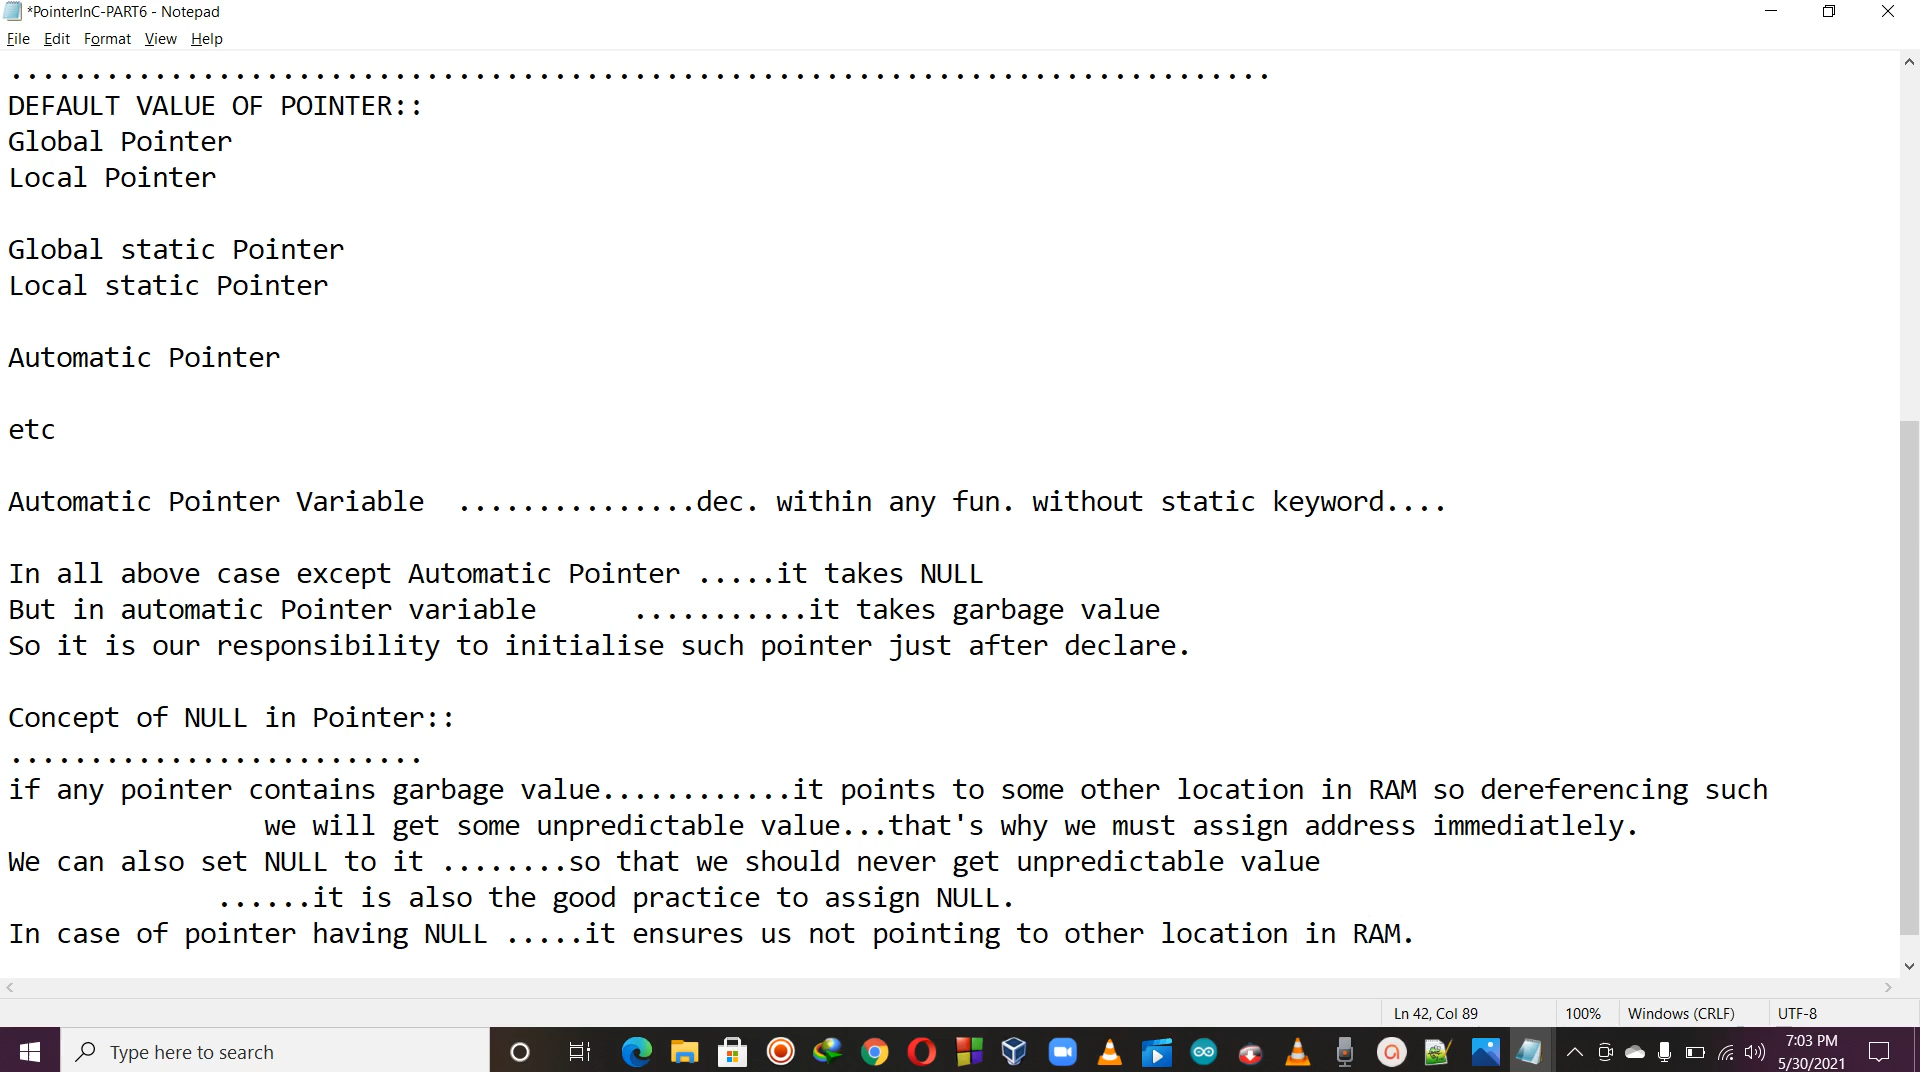 *PointerInC-PART6 - Notepad
File Edit Format View Help
...............................................................................
DEFAULT VALUE OF POINTER::
Global Pointer
Local Pointer
Global static Pointer
Local static Pointer
Automatic Pointer
etc
Automatic Pointer Variable ...............dec. within any fun. without static keyword....
In all above case except Automatic Pointer .....it takes NULL
But in automatic Pointer variable ...........it takes garbage value
So it is our responsibility to initialise such pointer just after declare.
Concept of NULL in Pointer::
..........................
if any pointer contains garbage value............it points to some other location in RAM so dereferencing such
we will get some unpredictable value...that's why we must assign address immediatlely.
We can also set NULL to it ........so that we should never get unpredictable value
......it is also the good practice to assign NULL.
In case of pointer having NULL .....it ensures us not pointing to other location in RAM.
Ln 42, Col 89 100% Windows (CRLF) UTF-8
Type here to search
7:03 PM
5/30/2021